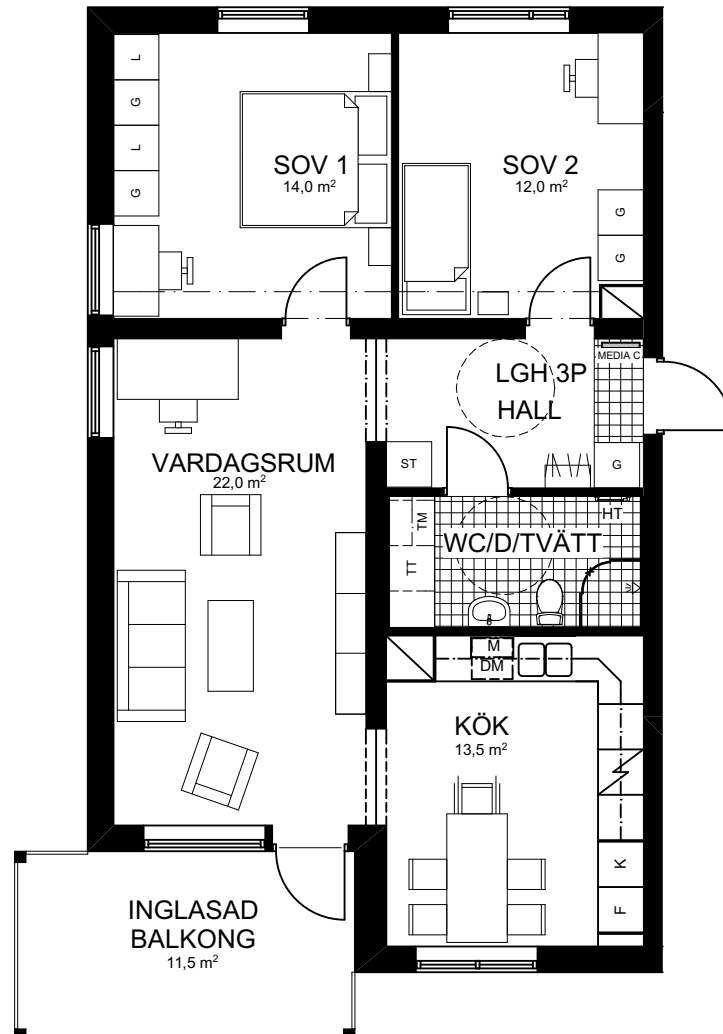 L
G
L
G
SOV 1
14,0 m²
SOV 2
12,0 m²
G
G
MEDIA C
LGH 3P
HALL
ST
G
VARDAGSRUM
22,0 m²
TM
TT
HT
WC/D/TVÄTT
M
DM
KÖK
13,5 m²
K
F
INGLASAD
BALKONG
11,5 m²